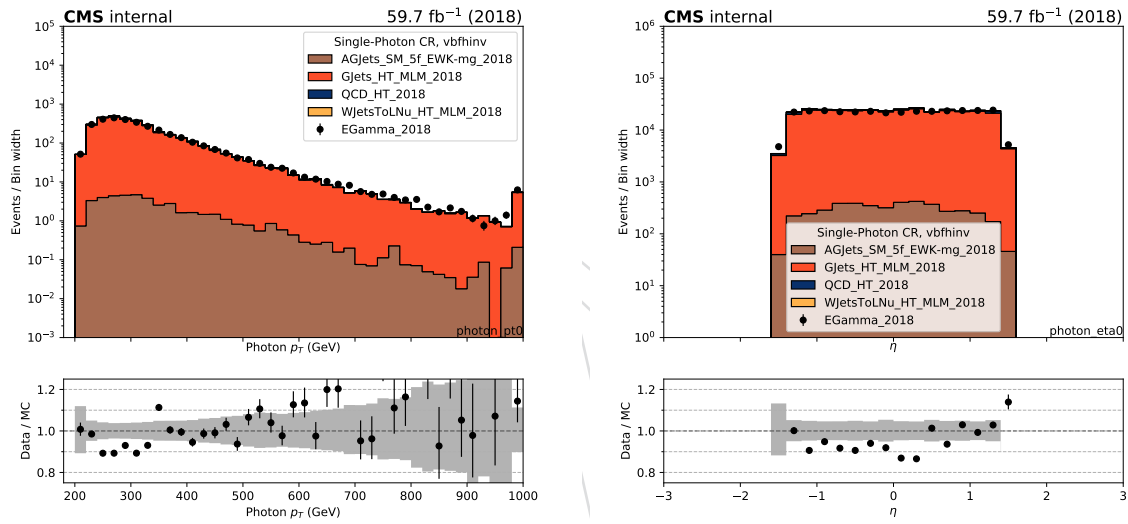 CMS internal 59.7 fb⁻¹ (2018)
10⁵
10⁴
10³
10²
10¹
10⁰
10⁻¹
10⁻²
10⁻³
Events / Bin width
Single-Photon CR, vbfhinv
AGJets_SM_5f_EWK-mg_2018
GJets_HT_MLM_2018
QCD_HT_2018
WJetsToLNu_HT_MLM_2018
EGamma_2018
photon_pt0
Photon p_T (GeV)
1.2
1.0
0.8
Data / MC
200 300 400 500 600 700 800 900 1000
Photon p_T (GeV)
CMS internal 59.7 fb⁻¹ (2018)
10⁶
10⁵
10⁴
10³
10²
10¹
10⁰
Events / Bin width
Single-Photon CR, vbfhinv
AGJets_SM_5f_EWK-mg_2018
GJets_HT_MLM_2018
QCD_HT_2018
WJetsToLNu_HT_MLM_2018
EGamma_2018
photon_eta0
η
1.2
1.0
0.8
Data / MC
−3 −2 −1 0 1 2 3
η